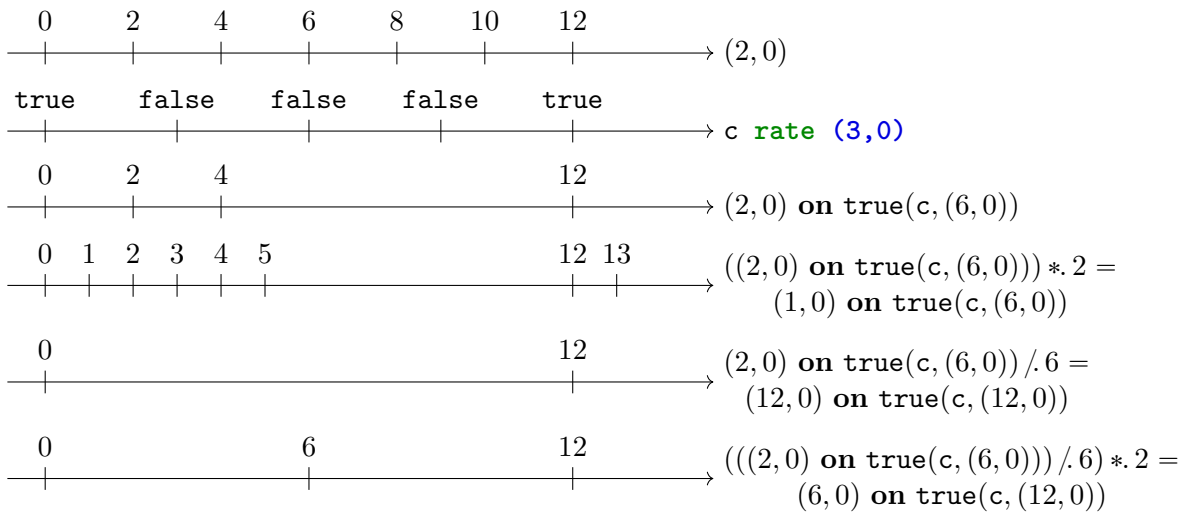 0 2 4 6 8 10 12
(2, 0)
true false false false true
c rate (3,0)
0 2 4 12
(2, 0) on true(c, (6, 0))
0 1 2 3 4 5 12 13
((2, 0) on true(c, (6, 0))) *. 2 =
(1, 0) on true(c, (6, 0))
0 12
(2, 0) on true(c, (6, 0)) /. 6 =
(12, 0) on true(c, (12, 0))
0 6 12
(((2, 0) on true(c, (6, 0))) /. 6) *. 2 =
(6, 0) on true(c, (12, 0))